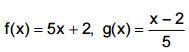 f(x) = 5x + 2, g(x) = (x − 2)/5